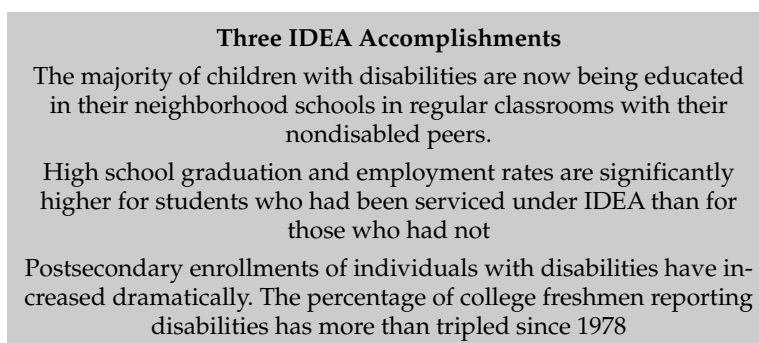 Three IDEA Accomplishments
The majority of children with disabilities are now being educated
in their neighborhood schools in regular classrooms with their
nondisabled peers.
High school graduation and employment rates are significantly
higher for students who had been serviced under IDEA than for
those who had not
Postsecondary enrollments of individuals with disabilities have in-
creased dramatically. The percentage of college freshmen reporting
disabilities has more than tripled since 1978